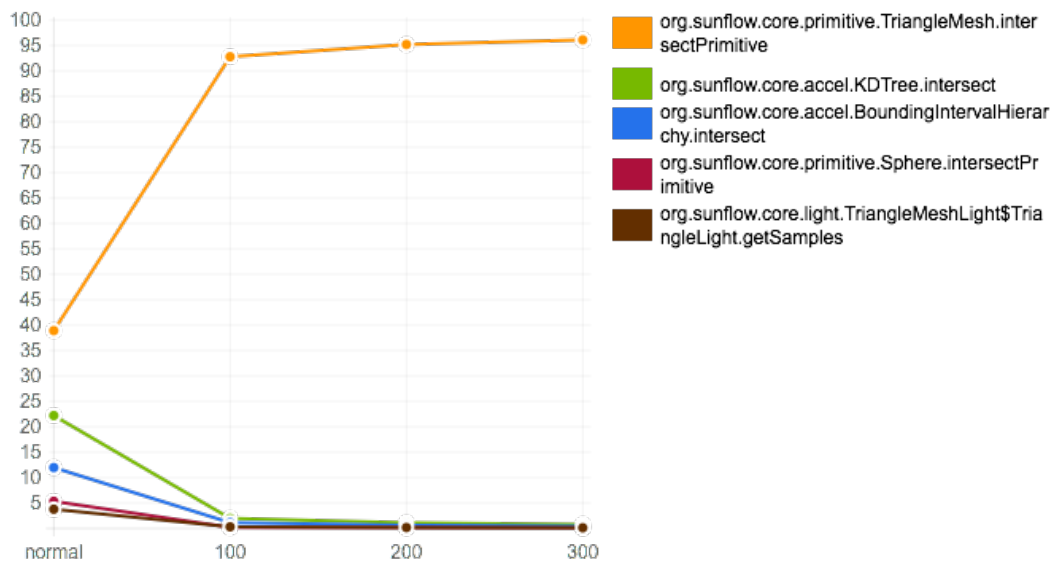 100
95
90
85
80
75
70
65
60
55
50
45
40
35
30
25
20
15
10
5
normal 100 200 300
org.sunflow.core.primitive.TriangleMesh.inter
sectPrimitive
org.sunflow.core.accel.KDTree.intersect
org.sunflow.core.accel.BoundingIntervalHierar
chy.intersect
org.sunflow.core.primitive.Sphere.intersectPr
imitive
org.sunflow.core.light.TriangleMeshLight$Tria
ngleLight.getSamples